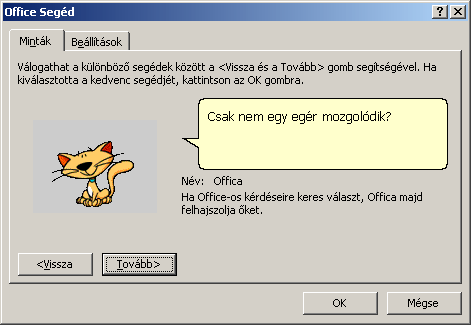 Office Segéd
Minták
Beállítások
Válogathat a különböző segédek között a <Vissza és a Tovább> gomb segítségével. Ha
kiválasztotta a kedvenc segédjét, kattintson az OK gombra.
Csak nem egy egér mozgolódik?
Név: Offica
Ha Office-os kérdéseire keres választ, Offica majd
felhajszolja őket.
<Vissza
Tovább>
OK
Mégse